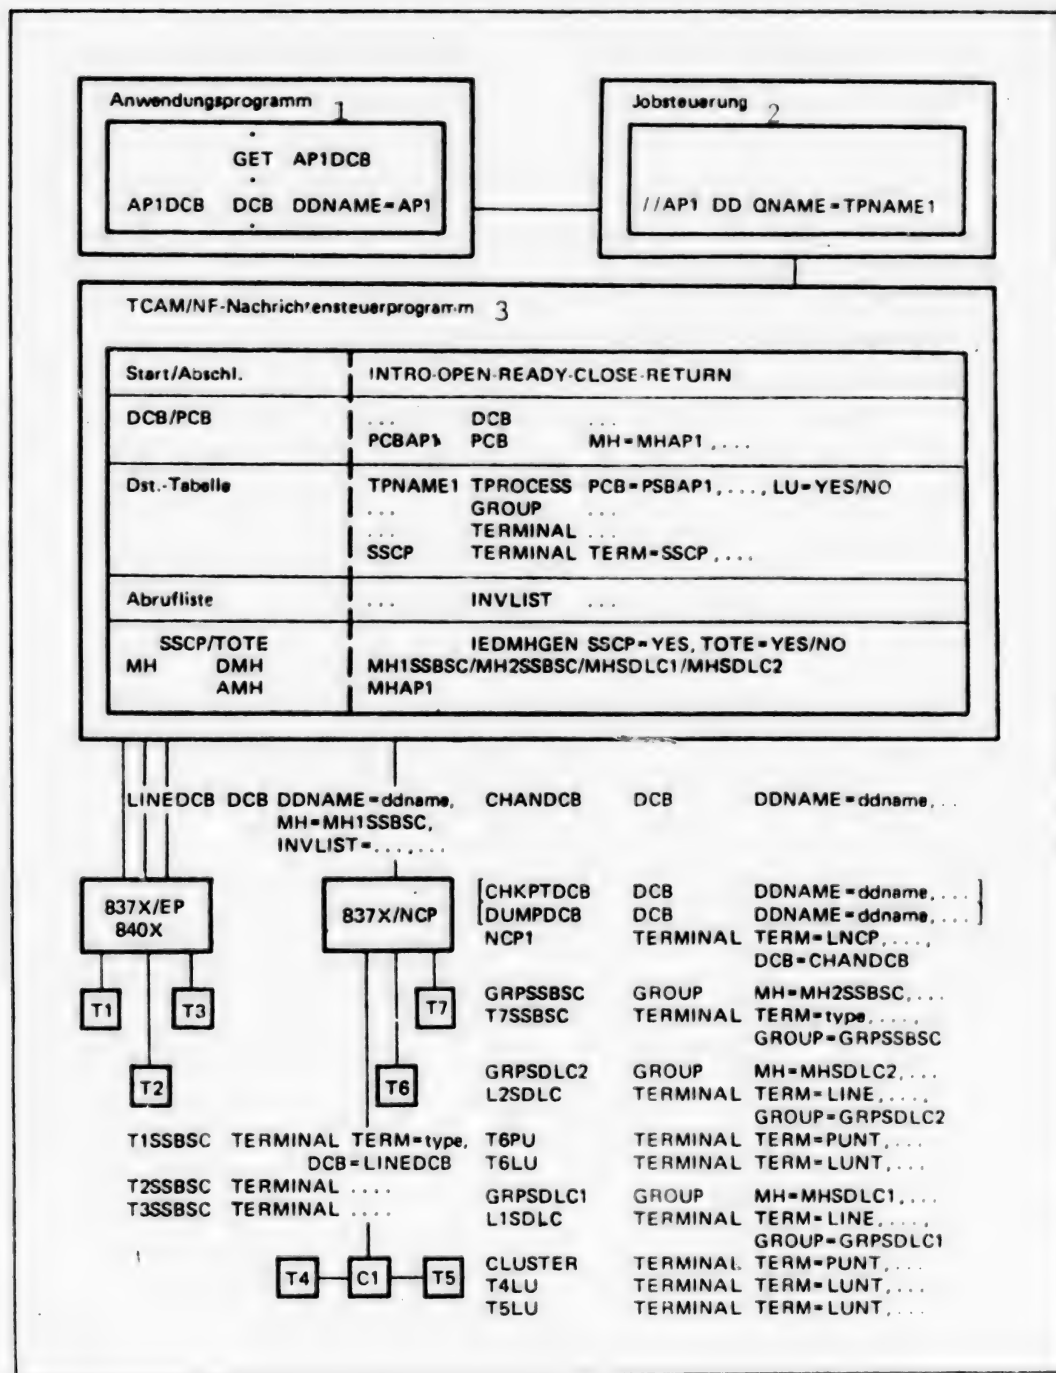 Anwendungsprogramm 1
GET AP1DCB
AP1DCB DCB DDNAME=AP1
Jobsteuerung 2
//AP1 DD QNAME=TPNAME1
TCAM/NF-Nachrichtensteuerprogramm 3
Start/Abschl. INTRO-OPEN-READY-CLOSE-RETURN
DCB/PCB ... DCB ...
PCBAP1 PCB MH=MHAP1,....
Dst.-Tabelle TPNAME1 TPROCESS PCB=PSBAP1,...., LU=YES/NO
... GROUP ...
... TERMINAL ...
SSCP TERMINAL TERM=SSCP,....
Abrufliste ... INVLIST ...
SSCP/TOTE IEDMHGEN SSCP=YES, TOTE=YES/NO
MH DMH MH1SSBSC/MH2SSBSC/MHSDLC1/MHSDLC2
AMH MHAP1
LINEDCB DCB DDNAME=ddname,
MH=MH1SSBSC,
INVLIST=....,...
CHANDCB DCB DDNAME=ddname,...
837X/EP
840X
837X/NCP
[CHKPTDCB DCB DDNAME=ddname,....]
[DUMPDCB DCB DDNAME=ddname,....]
NCP1 TERMINAL TERM=LNCP,....,
DCB=CHANDCB
T1
T3
T7
GRPSSBSC GROUP MH=MH2SSBSC,...
T7SSBSC TERMINAL TERM=type,....,
GROUP=GRPSSBSC
T2
T6
GRPSDLC2 GROUP MH=MHSDLC2,...
L2SDLC TERMINAL TERM=LINE,....,
GROUP=GRPSDLC2
T1SSBSC TERMINAL TERM=type,
DCB=LINEDCB
T2SSBSC TERMINAL ....
T3SSBSC TERMINAL ....
T6PU TERMINAL TERM=PUNT,...
T6LU TERMINAL TERM=LUNT,...
GRPSDLC1 GROUP MH=MHSDLC1,...
L1SDLC TERMINAL TERM=LINE,....,
GROUP=GRPSDLC1
T4
C1
T5
CLUSTER TERMINAL TERM=PUNT,...
T4LU TERMINAL TERM=LUNT,...
T5LU TERMINAL TERM=LUNT,...